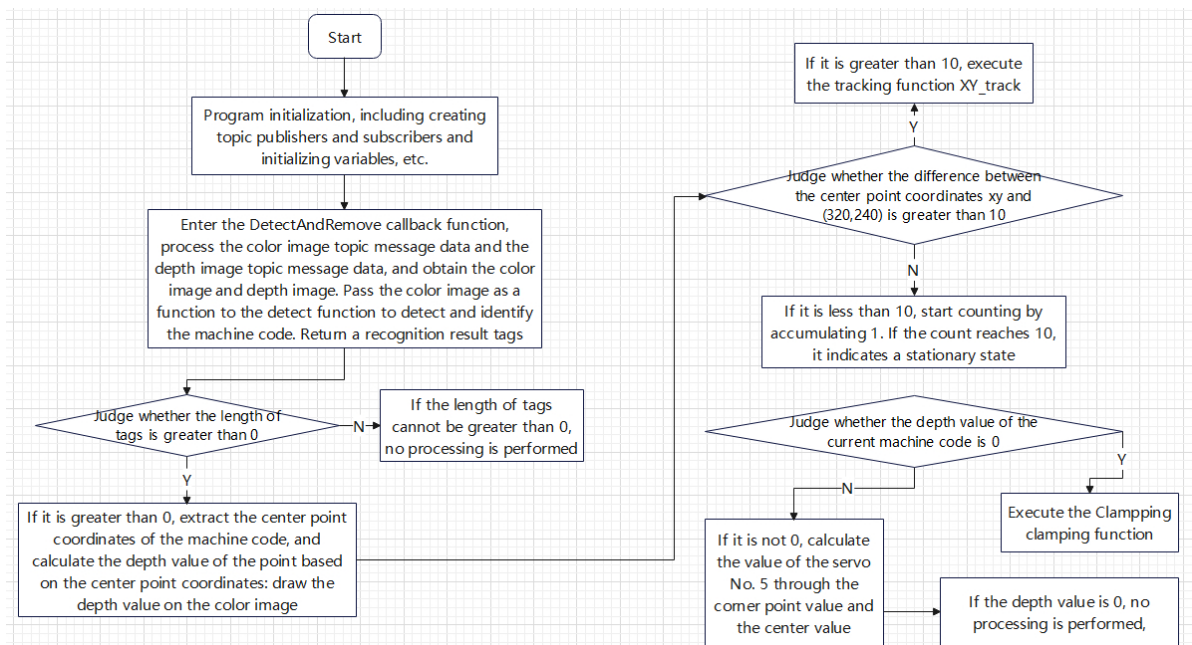 Start
Program initialization, including creating
topic publishers and subscribers and
initializing variables, etc.
Enter the DetectAndRemove callback function,
process the color image topic message data and the
depth image topic message data, and obtain the color
image and depth image. Pass the color image as a
function to the detect function to detect and identify
the machine code. Return a recognition result tags
Judge whether the length of
tags is greater than 0
N
If the length of tags
cannot be greater than 0,
no processing is performed
Y
If it is greater than 0, extract the center point
coordinates of the machine code, and
calculate the depth value of the point based
on the center point coordinates: draw the
depth value on the color image
If it is greater than 10, execute
the tracking function XY_track
Y
Judge whether the difference between
the center point coordinates xy and
(320,240) is greater than 10
N
If it is less than 10, start counting by
accumulating 1. If the count reaches 10,
it indicates a stationary state
Judge whether the depth value of the
current machine code is 0
Y
N
Execute the Clampping
clamping function
If it is not 0, calculate
the value of the servo
No. 5 through the
corner point value and
the center value
If the depth value is 0, no
processing is performed,